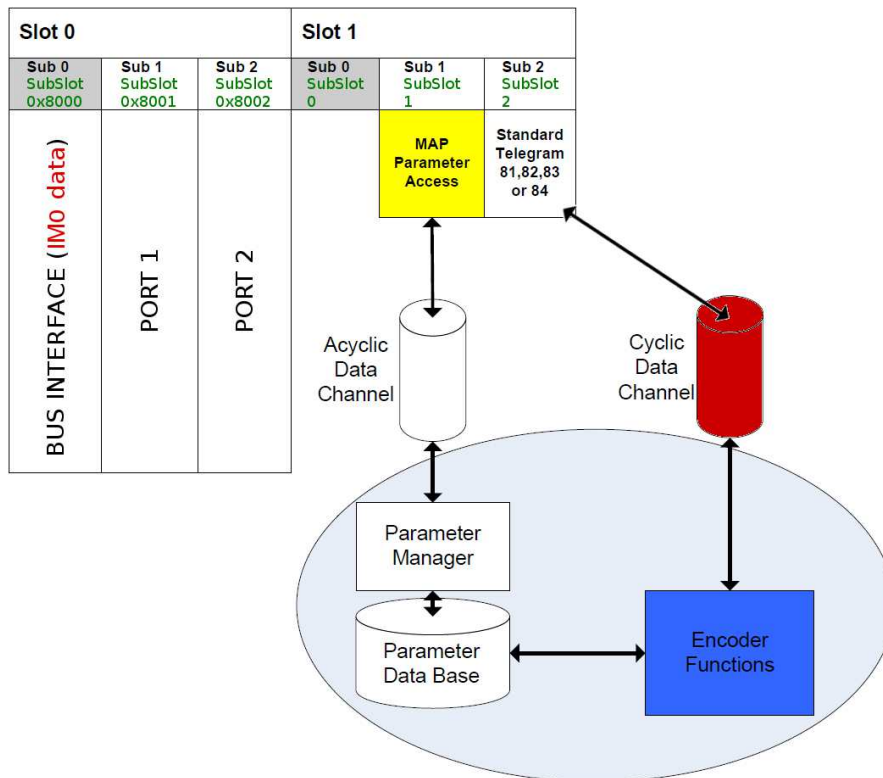 Slot 0
Slot 1
Sub 0
SubSlot
0x8000
Sub 1
SubSlot
0x8001
Sub 2
SubSlot
0x8002
Sub 0
SubSlot
0
Sub 1
SubSlot
1
Sub 2
SubSlot
2
BUS INTERFACE (IM0 data)
PORT 1
PORT 2
MAP
Parameter
Access
Standard
Telegram
81,82,83
or 84
Acyclic
Data
Channel
Cyclic
Data
Channel
Parameter
Manager
Parameter
Data Base
Encoder
Functions